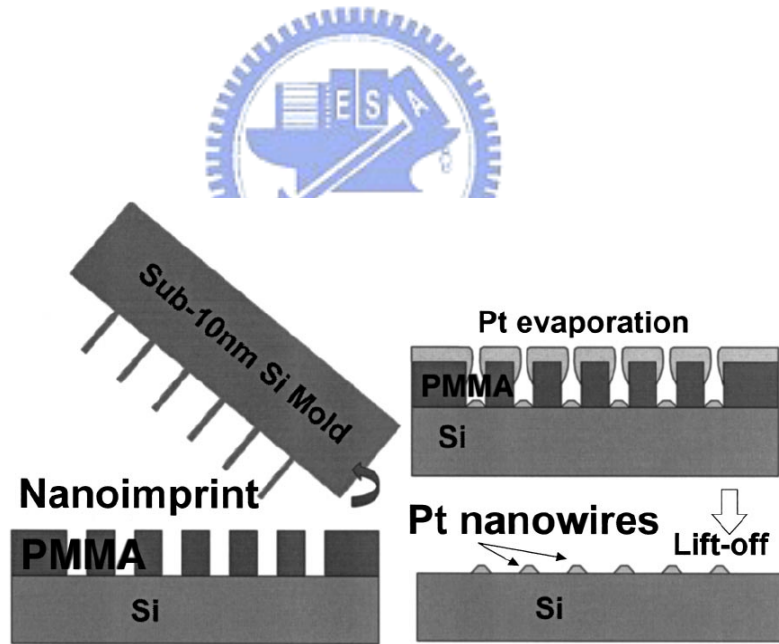 E S A
Sub-10nm Si Mold
Nanoimprint
PMMA
Si
Pt evaporation
PMMA
Si
Lift-off
Pt nanowires
Si